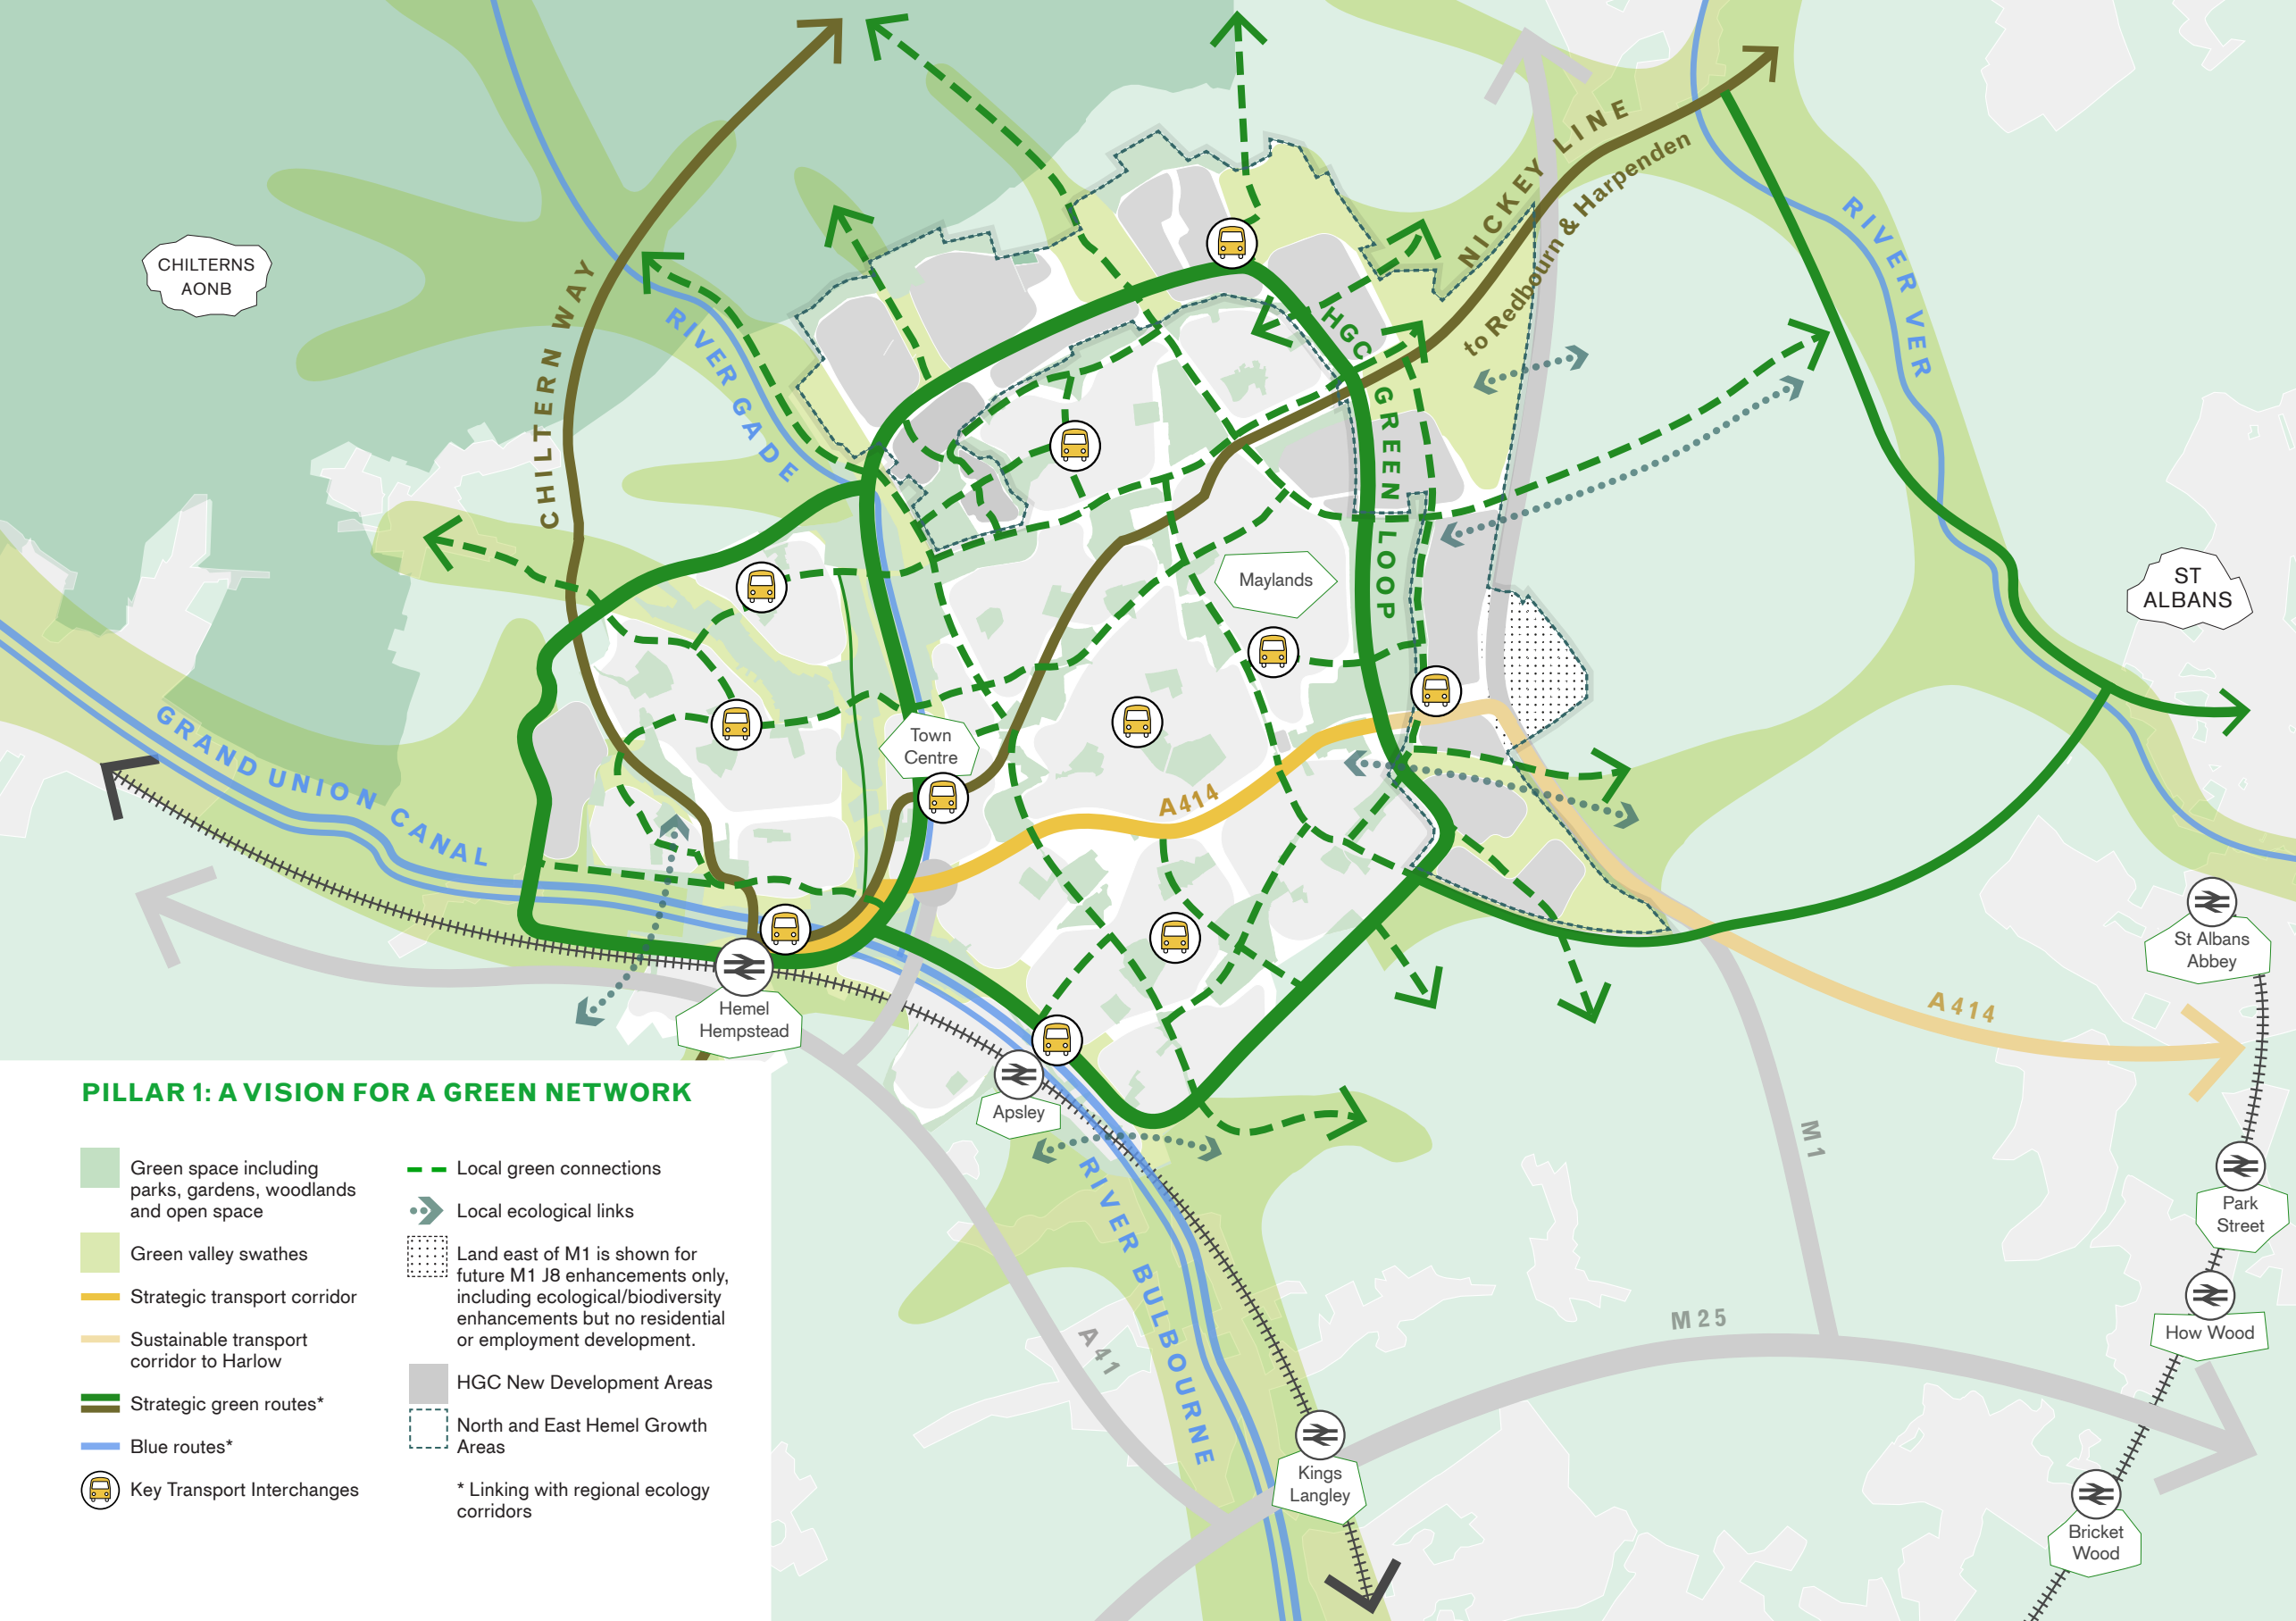 CHILTERNS
AONB
CHILTERN WAY
RIVER GADE
NICKEY LINE
to Redbourn & Harpenden
RIVER VER
HGC GREEN LOOP
Maylands
ST
ALBANS
Town
Centre
GRAND UNION CANAL
A414
Hemel
Hempstead
Apsley
St Albans
Abbey
A414
Park
Street
How Wood
M1
M25
A41
RIVER BULBOURNE
Kings
Langley
Bricket
Wood
PILLAR 1: A VISION FOR A GREEN NETWORK
Green space including
parks, gardens, woodlands
and open space
Green valley swathes
Strategic transport corridor
Sustainable transport
corridor to Harlow
Strategic green routes*
Blue routes*
Key Transport Interchanges
Local green connections
Local ecological links
Land east of M1 is shown for
future M1 J8 enhancements only,
including ecological/biodiversity
enhancements but no residential
or employment development.
HGC New Development Areas
North and East Hemel Growth
Areas
* Linking with regional ecology
corridors